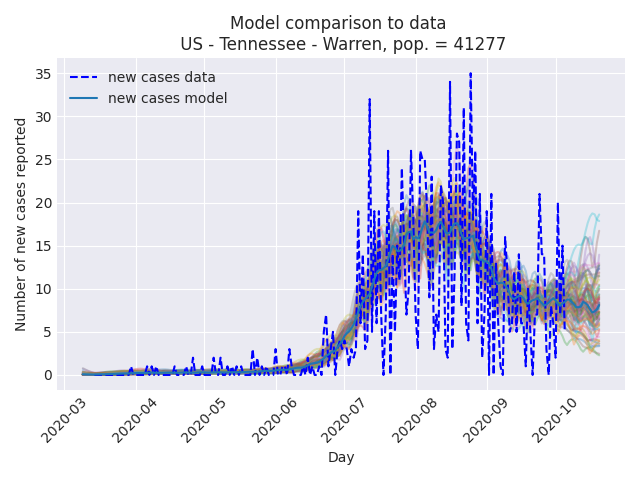 Model comparison to data
US - Tennessee - Warren, pop. = 41277
new cases data
new cases model
Number of new cases reported
35
30
25
20
15
10
5
0
2020-03
2020-04
2020-05
2020-06
2020-07
2020-08
2020-09
2020-10
Day